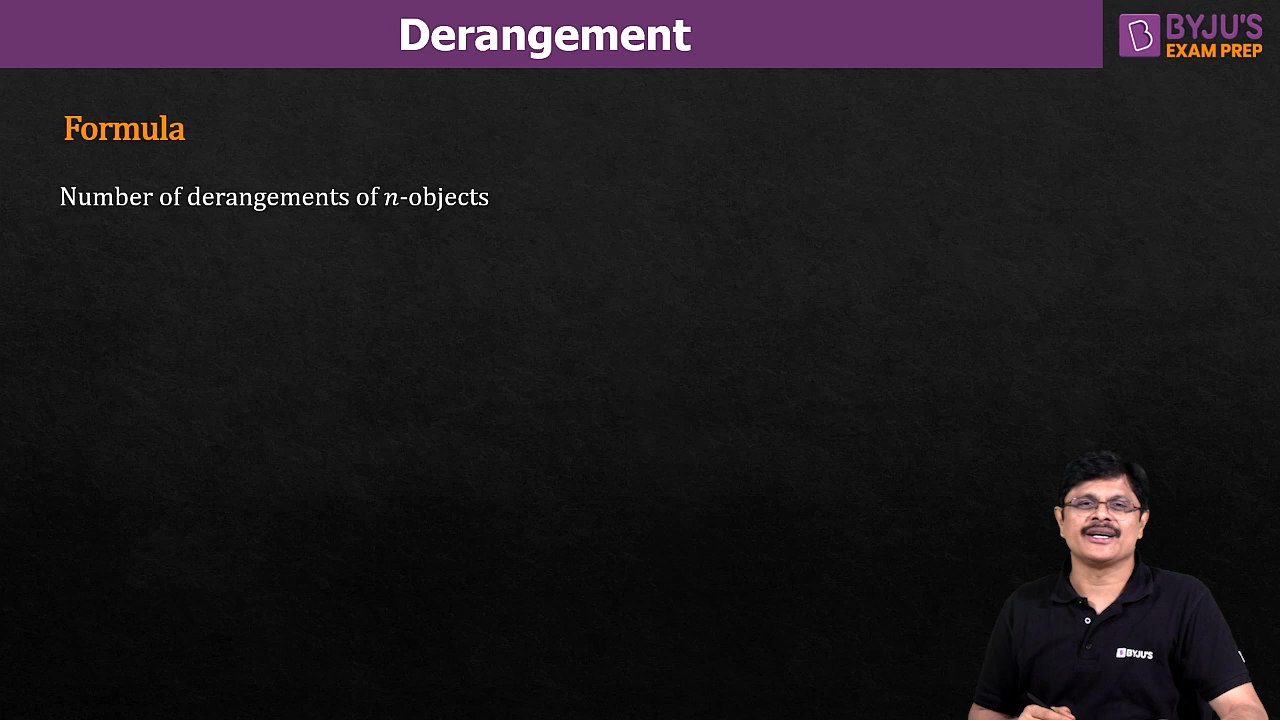 Derangement
BYJU'S
EXAM PREP
Formula
Number of derangements of n-objects
BYJU'S